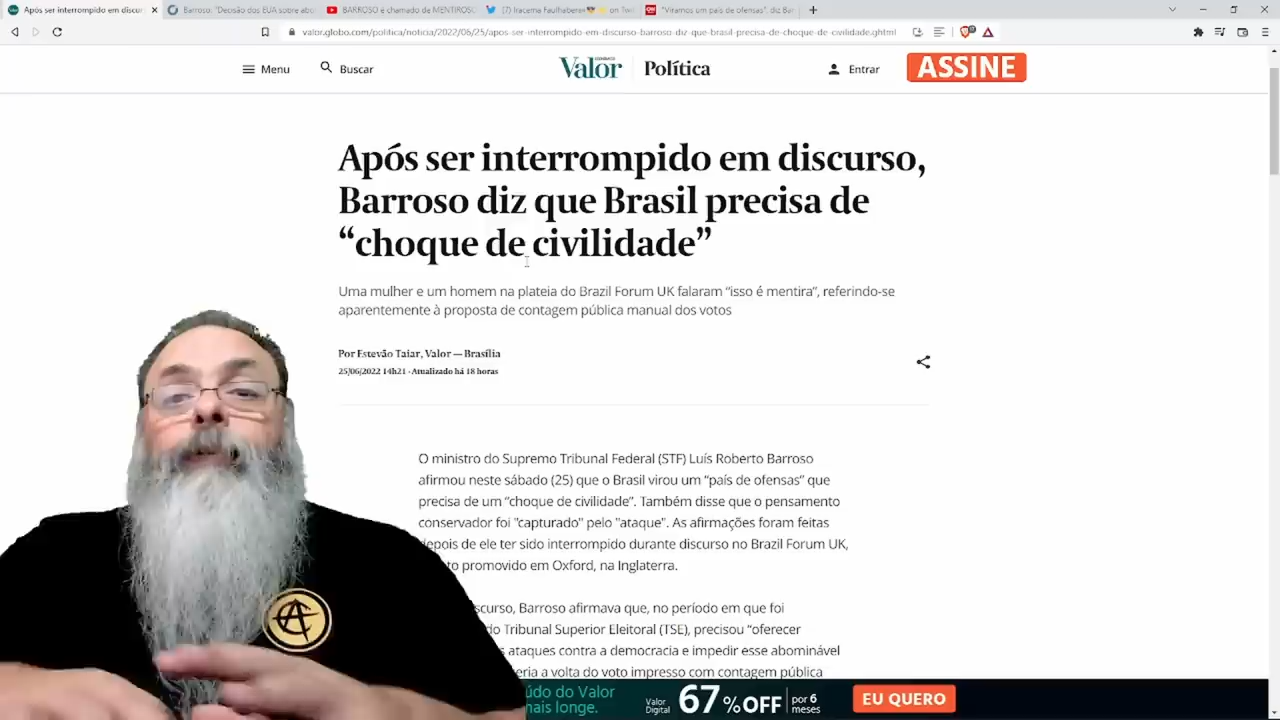 Após ser interrompido em discur
Barroso: "Decisão dos EUA sobre abo
BARROSO é chamado de MENTIROSO
(7) Iracema Faulhaber
on Tw
"Viramos um país de ofensas", diz Bar
valor.globo.com/politica/noticia/2022/06/25/apos-ser-interrompido-em-discurso-barroso-diz-que-brasil-precisa-de-choque-de-civilidade.ghtml
Menu
Buscar
Valor
Política
Entrar
ASSINE
Após ser interrompido em discurso,
Barroso diz que Brasil precisa de
“choque de civilidade”
Uma mulher e um homem na plateia do Brazil Forum UK falaram “isso é mentira”, referindo-se
aparentemente à proposta de contagem pública manual dos votos
Por Estevão Taiar, Valor — Brasília
25/06/2022 14h21 · Atualizado há 18 horas
O ministro do Supremo Tribunal Federal (STF) Luís Roberto Barroso
afirmou neste sábado (25) que o Brasil virou um “país de ofensas” que
precisa de um “choque de civilidade”. Também disse que o pensamento
conservador foi "capturado" pelo "ataque". As afirmações foram feitas
depois de ele ter sido interrompido durante discurso no Brazil Forum UK,
to promovido em Oxford, na Inglaterra.
scurso, Barroso afirmava que, no período em que foi
do Tribunal Superior Eleitoral (TSE), precisou “oferecer
s ataques contra a democracia e impedir esse abominável
eria a volta do voto impresso com contagem pública
údo do Valor
nais longe.
Valor
Digital
67%OFF
por 6
meses
EU QUERO